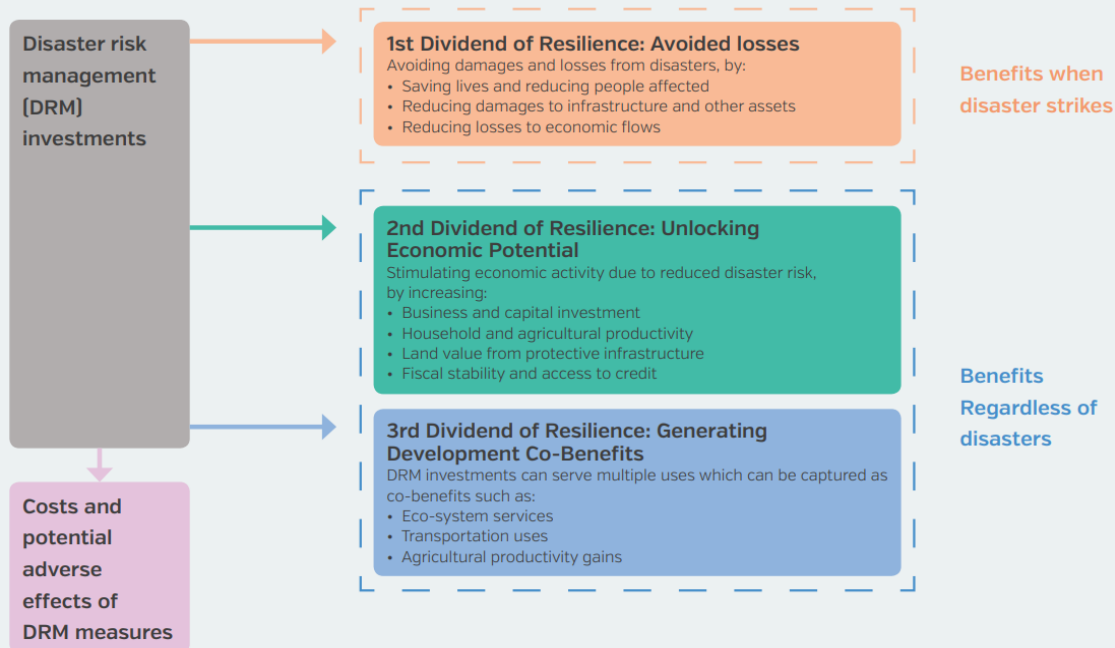 Disaster risk
management
(DRM)
investments
1st Dividend of Resilience: Avoided losses
Avoiding damages and losses from disasters, by:
• Saving lives and reducing people affected
• Reducing damages to infrastructure and other assets
• Reducing losses to economic flows
Benefits when
disaster strikes
2nd Dividend of Resilience: Unlocking
Economic Potential
Stimulating economic activity due to reduced disaster risk,
by increasing:
• Business and capital investment
• Household and agricultural productivity
• Land value from protective infrastructure
• Fiscal stability and access to credit
3rd Dividend of Resilience: Generating
Development Co-Benefits
DRM investments can serve multiple uses which can be captured as
co-benefits such as:
• Eco-system services
• Transportation uses
• Agricultural productivity gains
Benefits
Regardless of
disasters
Costs and
potential
adverse
effects of
DRM measures